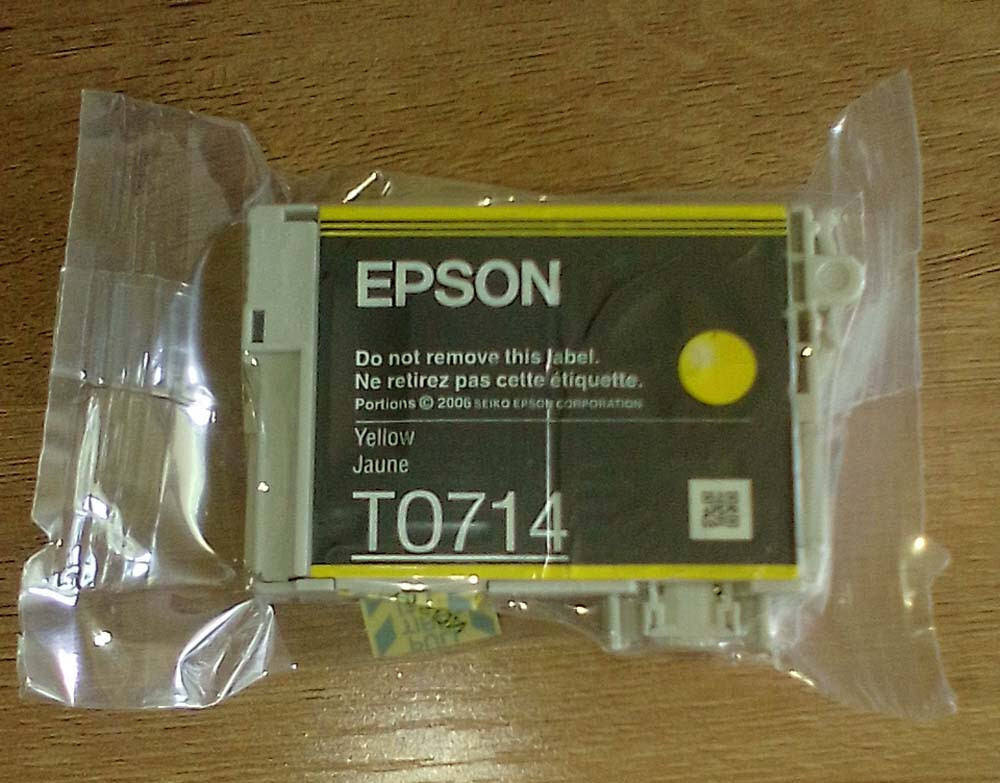 EPSON
Do not remove this label.
Ne retirez pas cette étiquette.
Portions © 2006 SEIKO EPSON CORPORATION
Yellow
Jaune
T0714